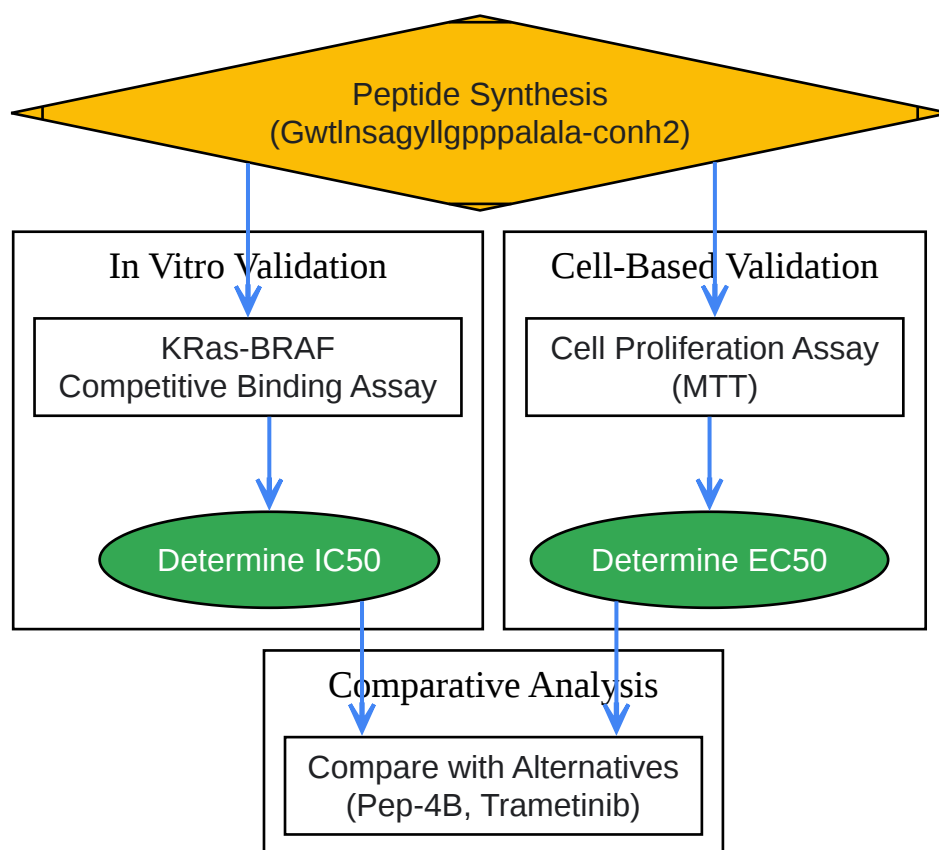 Peptide Synthesis
(Gwtlnsagyllgpppalala-conh2)
In Vitro Validation
KRas-BRAF
Competitive Binding Assay
Determine IC50
Cell-Based Validation
Cell Proliferation Assay
(MTT)
Determine EC50
Comparative Analysis
Compare with Alternatives
(Pep-4B, Trametinib)